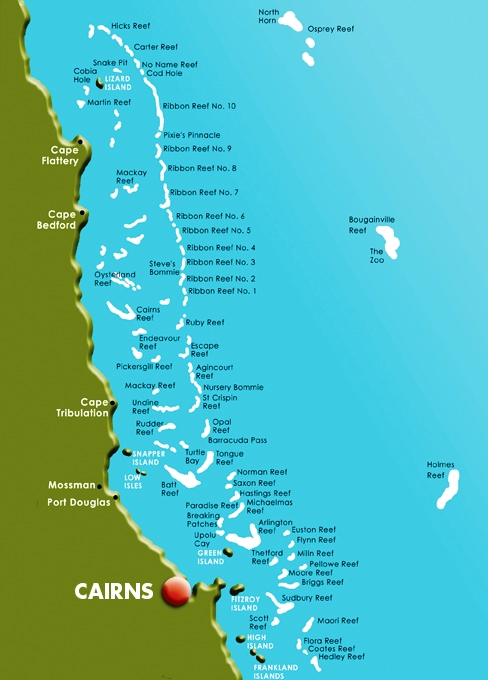 North
Horn
Osprey Reef
Hicks Reef
Carter Reef
Snake Pit
No Name Reef
Cod Hole
Cobia
Hole
LIZARD
ISLAND
Martin Reef
Ribbon Reef No. 10
Pixie's Pinnacle
Ribbon Reef No. 9
Cape
Flattery
Ribbon Reef No. 8
Mackay
Reef
Ribbon Reef No. 7
Cape
Bedford
Ribbon Reef No. 6
Ribbon Reef No. 5
Bougainville
Reef
The
Zoo
Ribbon Reef No. 4
Steve's
Bommie
Ribbon Reef No. 3
Oysterland
Reef
Ribbon Reef No. 2
Ribbon Reef No. 1
Cairns
Reef
Ruby Reef
Endeavour
Reef
Escape
Reef
Pickersgill Reef
Agincourt
Reef
Mackay Reef
Nursery Bommie
Cape
Tribulation
Undine
Reef
St Crispin
Reef
Rudder
Reef
Opal
Reef
Barracuda Pass
SNAPPER
ISLAND
Turtle
Bay
Tongue
Reef
Holmes
Reef
LOW
ISLES
Mossman
Port Douglas
Batt
Reef
Norman Reef
Saxon Reef
Hastings Reef
Paradise Reef
Michaelmas
Reef
Breaking
Patches
Arlington
Reef
Upolu
Cay
Euston Reef
Flynn Reef
GREEN
ISLAND
Thetford
Reef
Milln Reef
Pellowe Reef
Moore Reef
Briggs Reef
CAIRNS
FITZROY
ISLAND
Sudbury Reef
Scott
Reef
Maori Reef
HIGH
ISLAND
Flora Reef
Coates Reef
Hedley Reef
FRANKLAND
ISLANDS